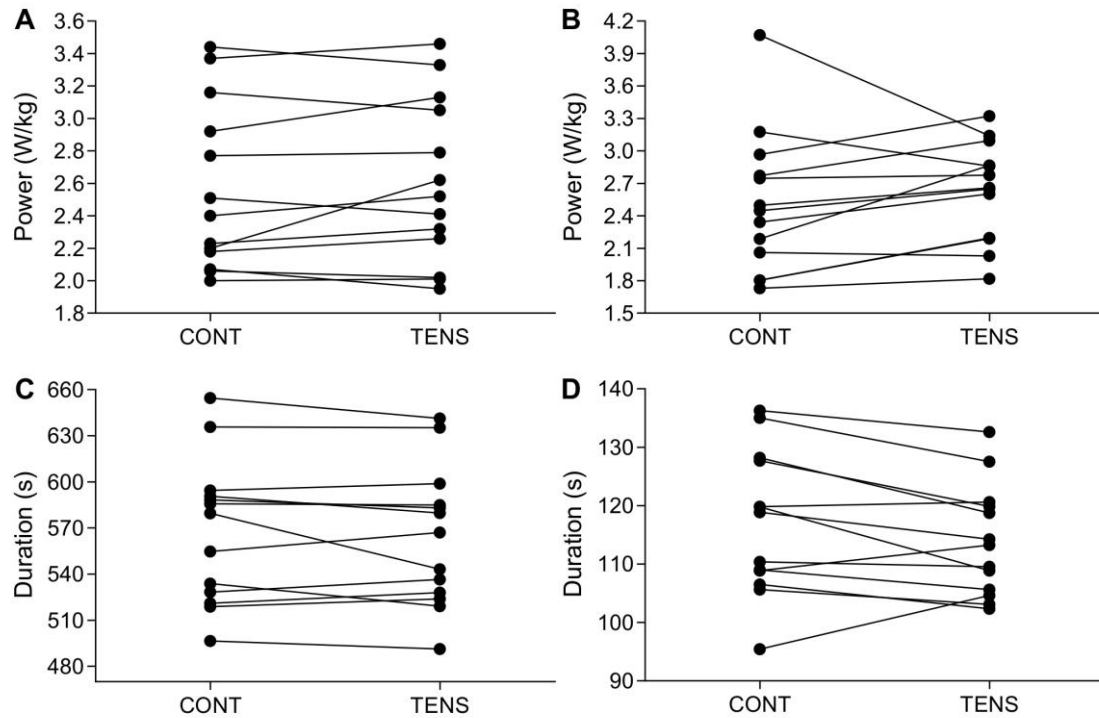 A
Power (W/kg)
3.6
3.4
3.2
3.0
2.8
2.6
2.4
2.2
2.0
1.8
CONT TENS
B
Power (W/kg)
4.2
3.9
3.6
3.3
3.0
2.7
2.4
2.1
1.8
1.5
CONT TENS
C
Duration (s)
660
630
600
570
540
510
480
CONT TENS
D
Duration (s)
140
130
120
110
100
90
CONT TENS